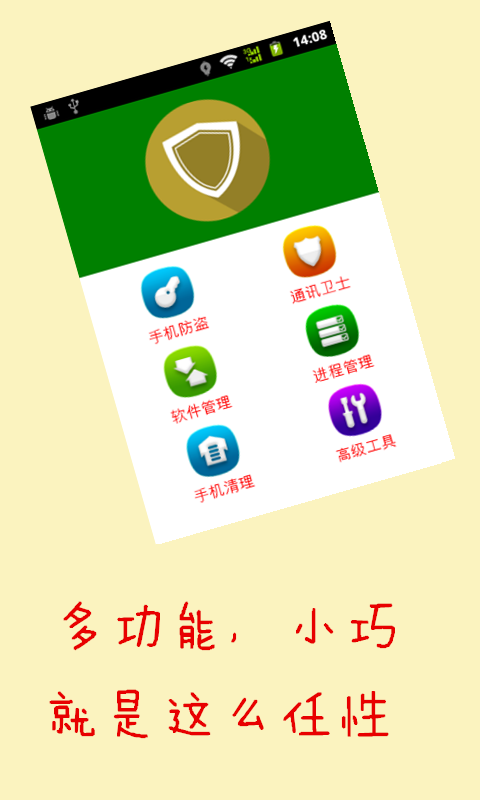 14:08
手机防盗
通讯卫士
软件管理
进程管理
手机清理
高级工具
多功能, 小巧
就是这么任性